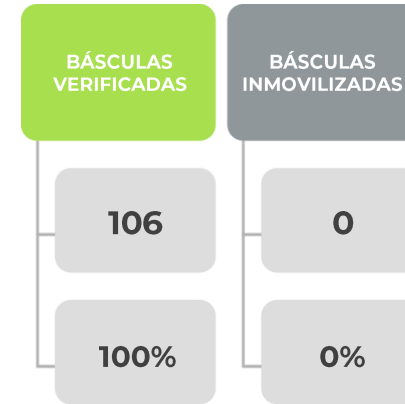 BÁSCULAS
VERIFICADAS
106
100%
BÁSCULAS
INMOVILIZADAS
0
0%